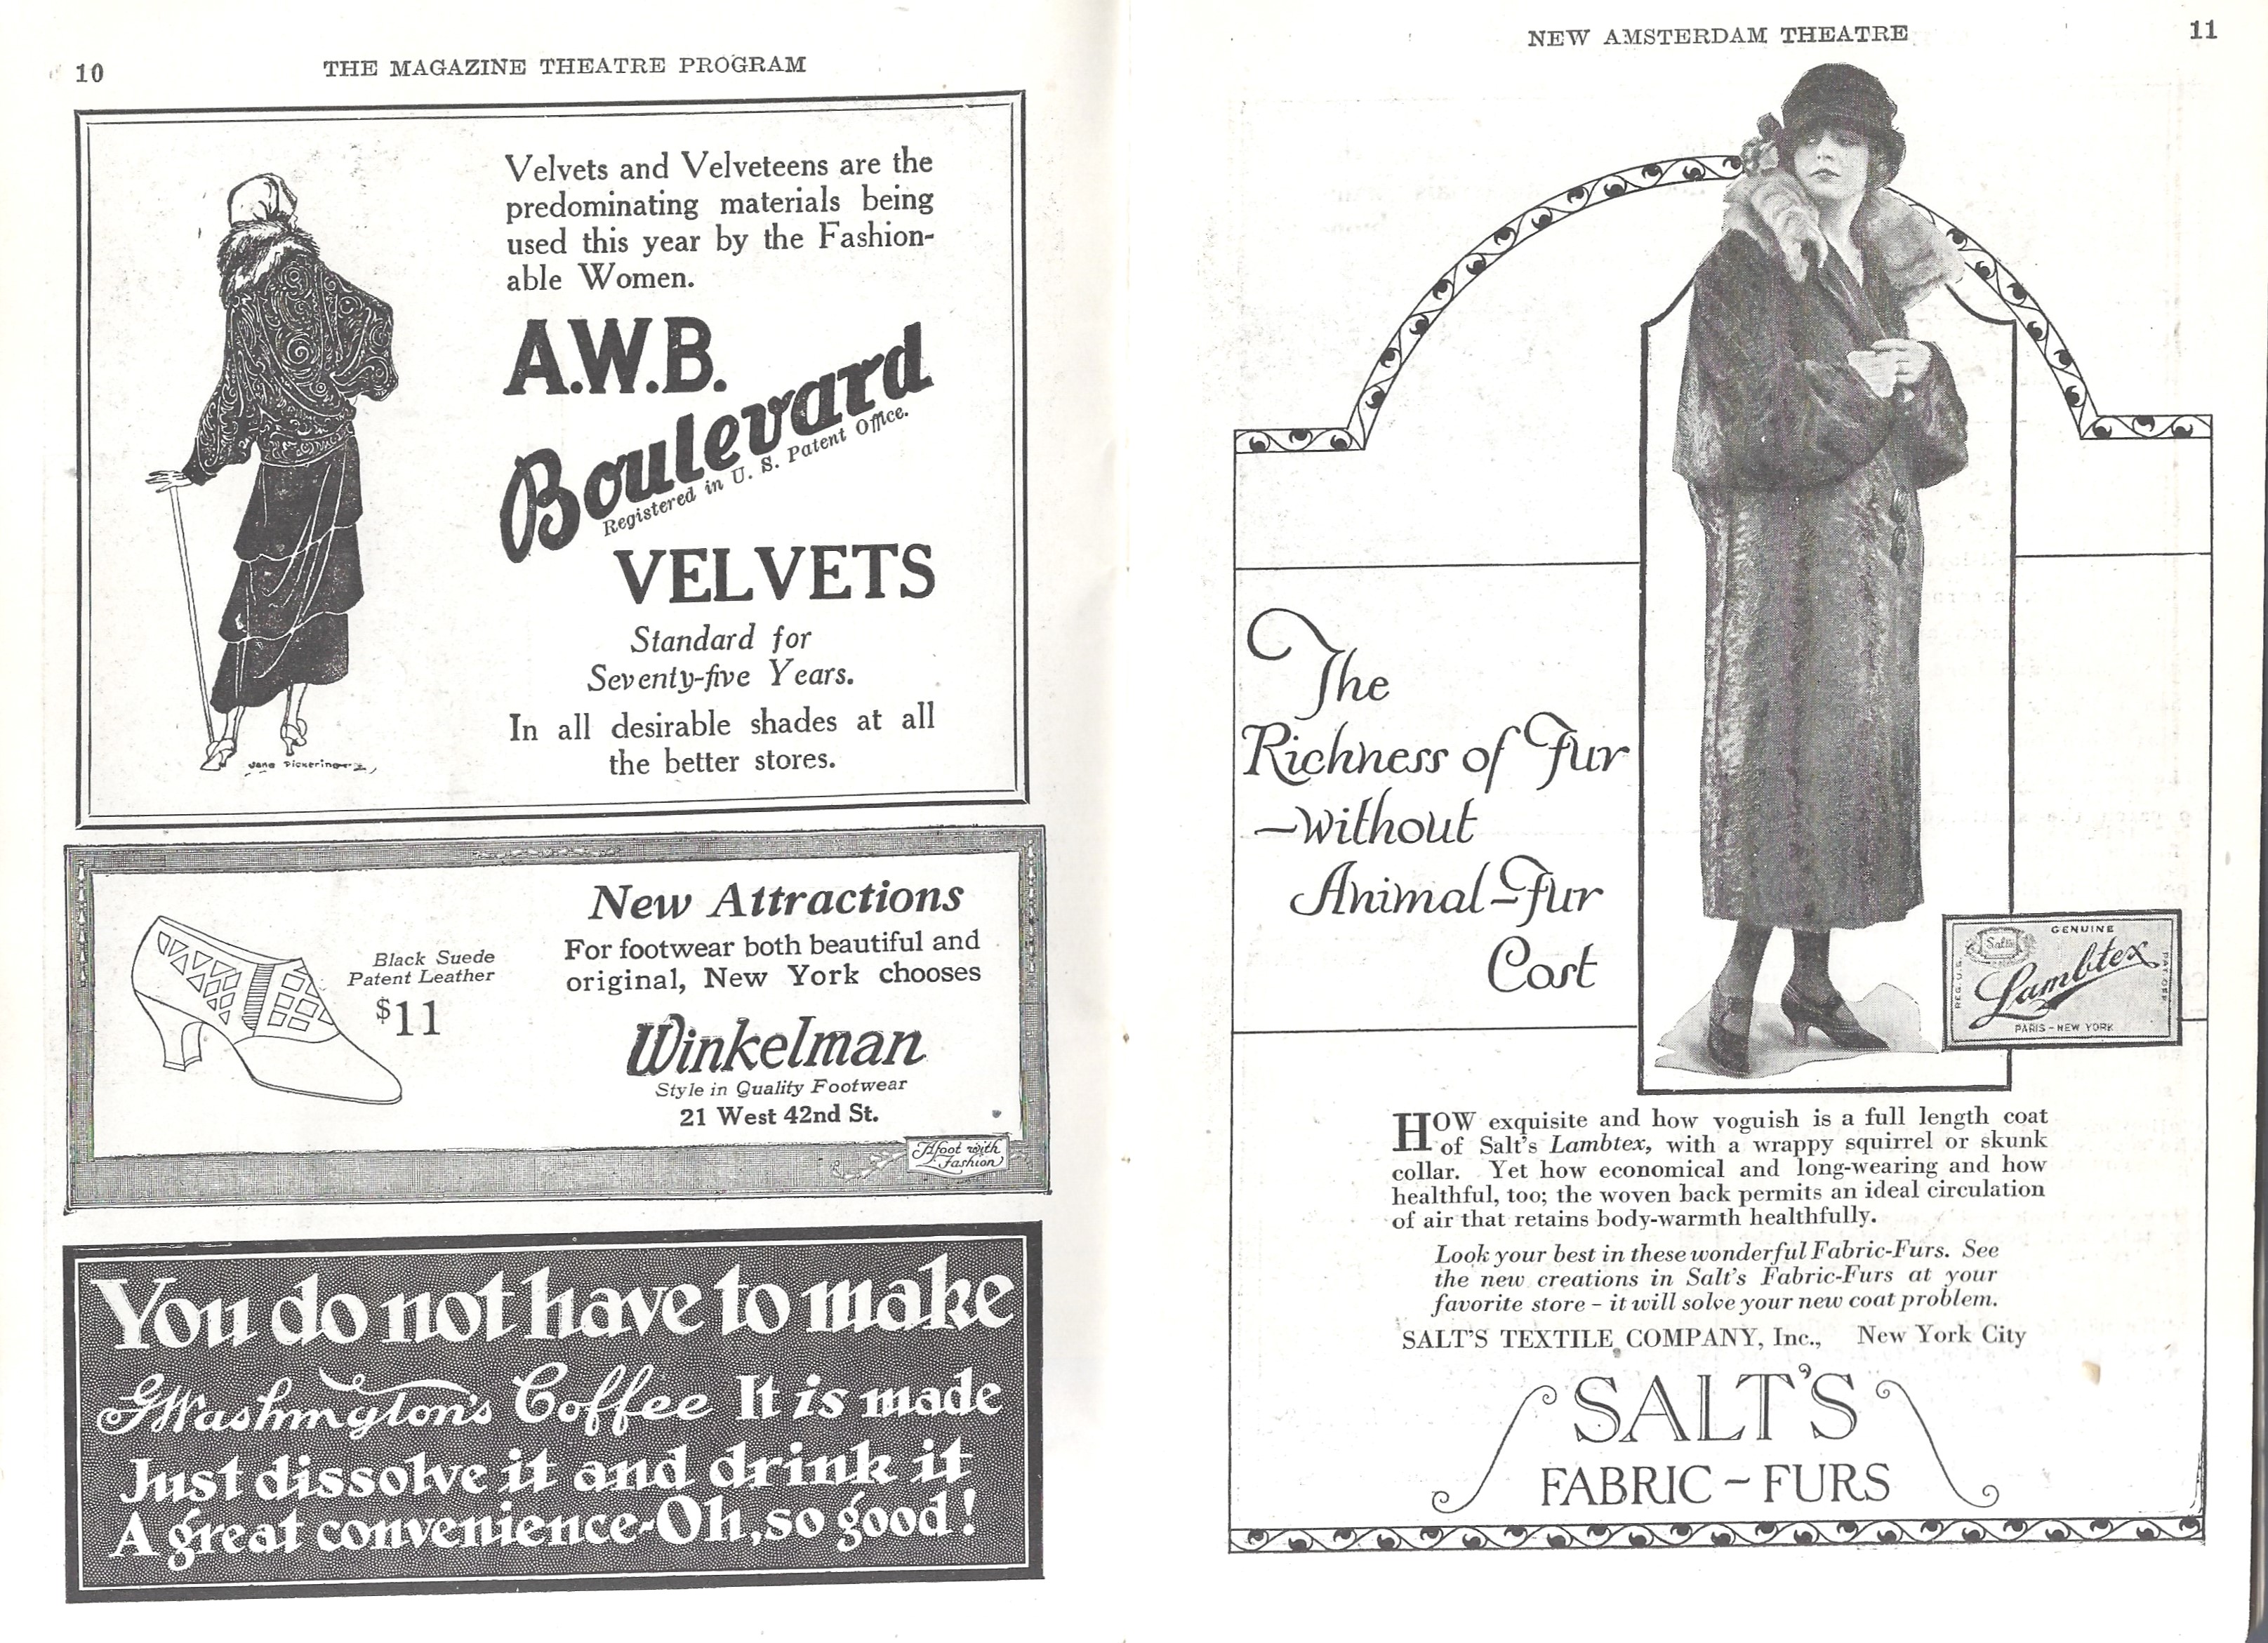 10
THE MAGAZINE THEATRE PROGRAM
Velvets and Velveteens are the
predominating materials being
used this year by the Fashion-
able Women.
A.W.B.
Boulevard
Registered in U. S. Patent Office.
VELVETS
Standard for
Seventy-five Years.
In all desirable shades at all
the better stores.
Jane Pickering
Black Suede
Patent Leather
$11
New Attractions
For footwear both beautiful and
original, New York chooses
Winkelman
Style in Quality Footwear
21 West 42nd St.
Afoot with
Fashion
You do not have to make
G Washington's Coffee It is made
Just dissolve it and drink it
A great convenience-Oh, so good!
NEW AMSTERDAM THEATRE
11
The
Richness of Fur
—without
Animal-Fur
Cost
GENUINE
Salt's
Lambtex
REG. U.S.
PAT. OFF.
PARIS - NEW YORK
HOW exquisite and how voguish is a full length coat
of Salt's Lambtex, with a wrappy squirrel or skunk
collar. Yet how economical and long-wearing and how
healthful, too; the woven back permits an ideal circulation
of air that retains body-warmth healthfully.
Look your best in these wonderful Fabric-Furs. See
the new creations in Salt's Fabric-Furs at your
favorite store - it will solve your new coat problem.
SALT'S TEXTILE COMPANY, Inc., New York City
SALT'S
FABRIC - FURS